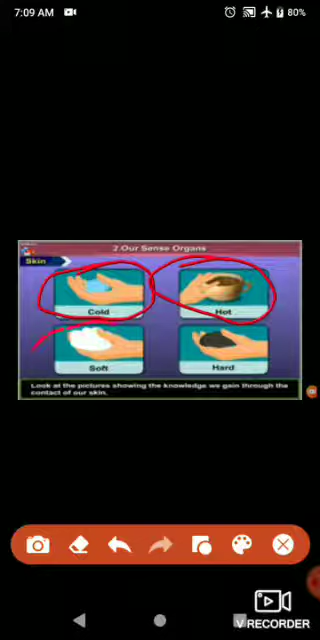 7:09 AM
80%
2.Our Sense Organs
Skin
Cold
Hot
Soft
Hard
Look at the pictures showing the knowledge we gain through the
contact of our skin.
V RECORDER